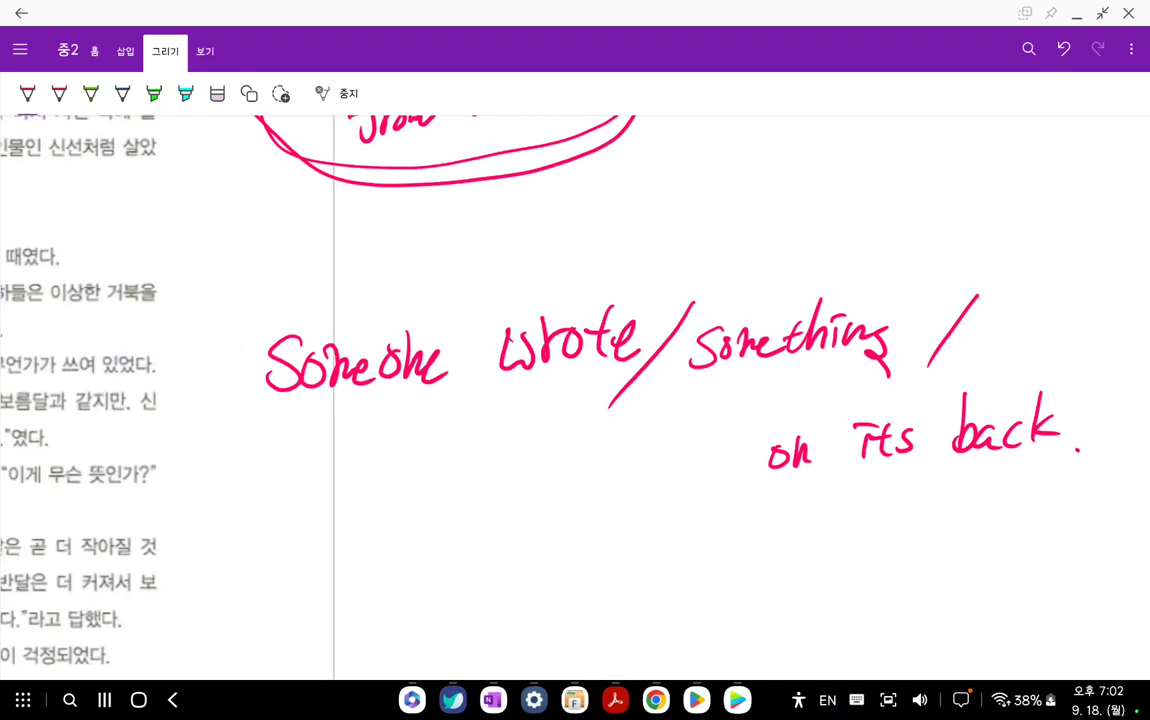 중2
홈
삽입
그리기
보기
중지
인물인 신선처럼 살았
때였다.
하들은 이상한 거북을
무언가가 쓰여 있었다.
보름달과 같지만, 신
."였다.
"이게 무슨 뜻인가?"
달은 곧 더 작아질 것
반달은 더 커져서 보
다."라고 답했다.
이 걱정되었다.
from
Someone wrote / something /
on its back.
EN
38%
오후 7:02
9. 18. (월)